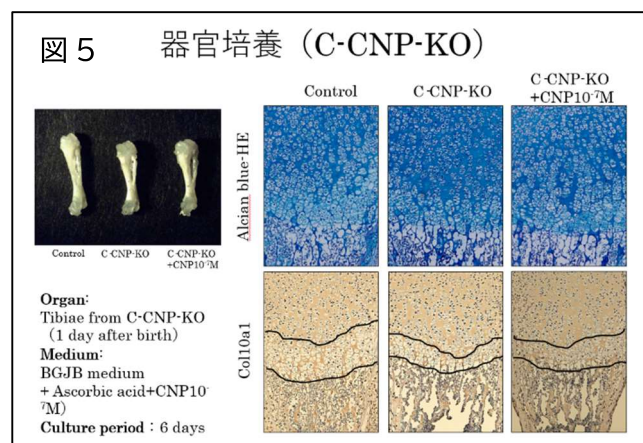 図5
器官培養（C-CNP-KO）
Control
C-CNP-KO
C-CNP-KO
+CNP10-7M
Alcian blue-HE
Control
C-CNP-KO
C-CNP-KO
+CNP10-7M
Col10a1
Organ:
Tibiae from C-CNP-KO
（1 day after birth）
Medium:
BGJB medium
+ Ascorbic acid+CNP10-
7M）
Culture period：6 days